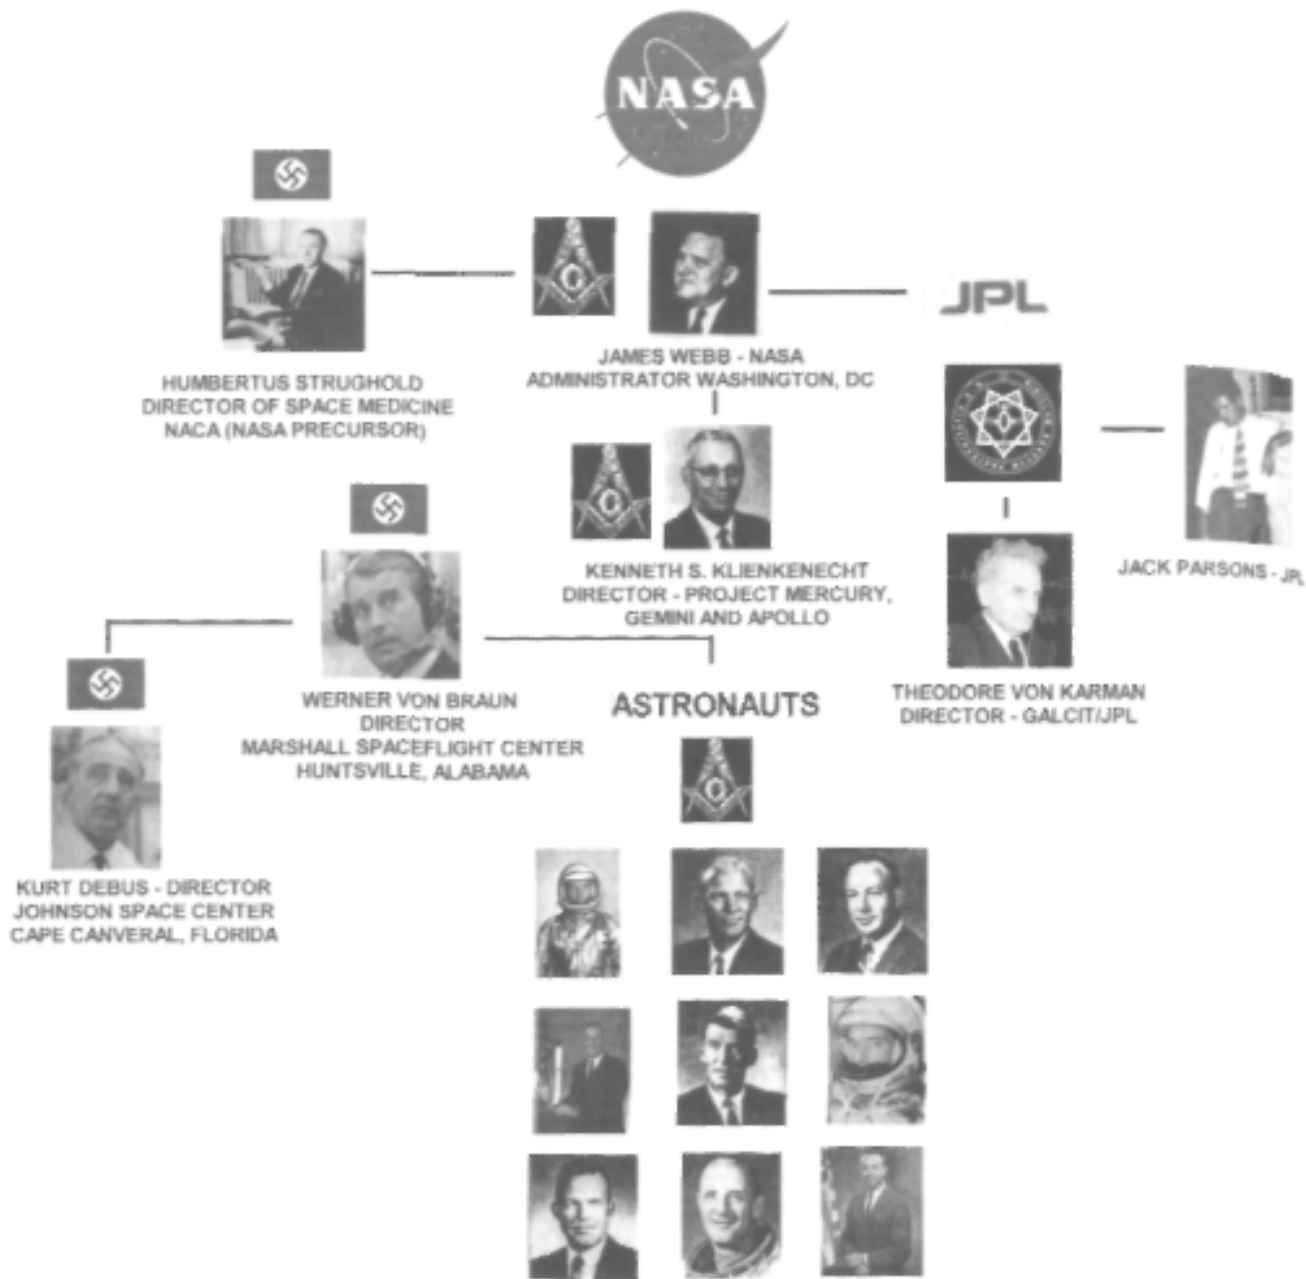 NASA
HUMBERTUS STRUGHOLD
DIRECTOR OF SPACE MEDICINE
NACA (NASA PRECURSOR)
G
JAMES WEBB - NASA
ADMINISTRATOR WASHINGTON, DC
JPL
G
KENNETH S. KLIENKENECHT
DIRECTOR - PROJECT MERCURY,
GEMINI AND APOLLO
JACK PARSONS - JPL
WERNER VON BRAUN
DIRECTOR
MARSHALL SPACEFLIGHT CENTER
HUNTSVILLE, ALABAMA
THEODORE VON KARMAN
DIRECTOR - GALCIT/JPL
ASTRONAUTS
G
KURT DEBUS - DIRECTOR
JOHNSON SPACE CENTER
CAPE CANVERAL, FLORIDA